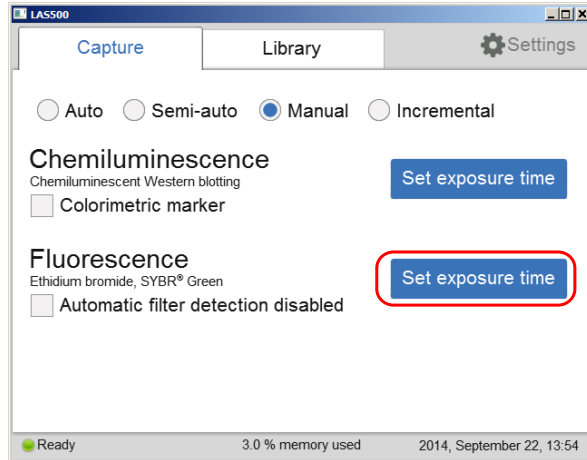 LAS500
Capture Library Settings
Auto Semi-auto Manual Incremental
Chemiluminescence
Chemiluminescent Western blotting
Set exposure time
Colorimetric marker
Fluorescence
Ethidium bromide, SYBR® Green
Set exposure time
Automatic filter detection disabled
Ready 3.0 % memory used 2014, September 22, 13:54